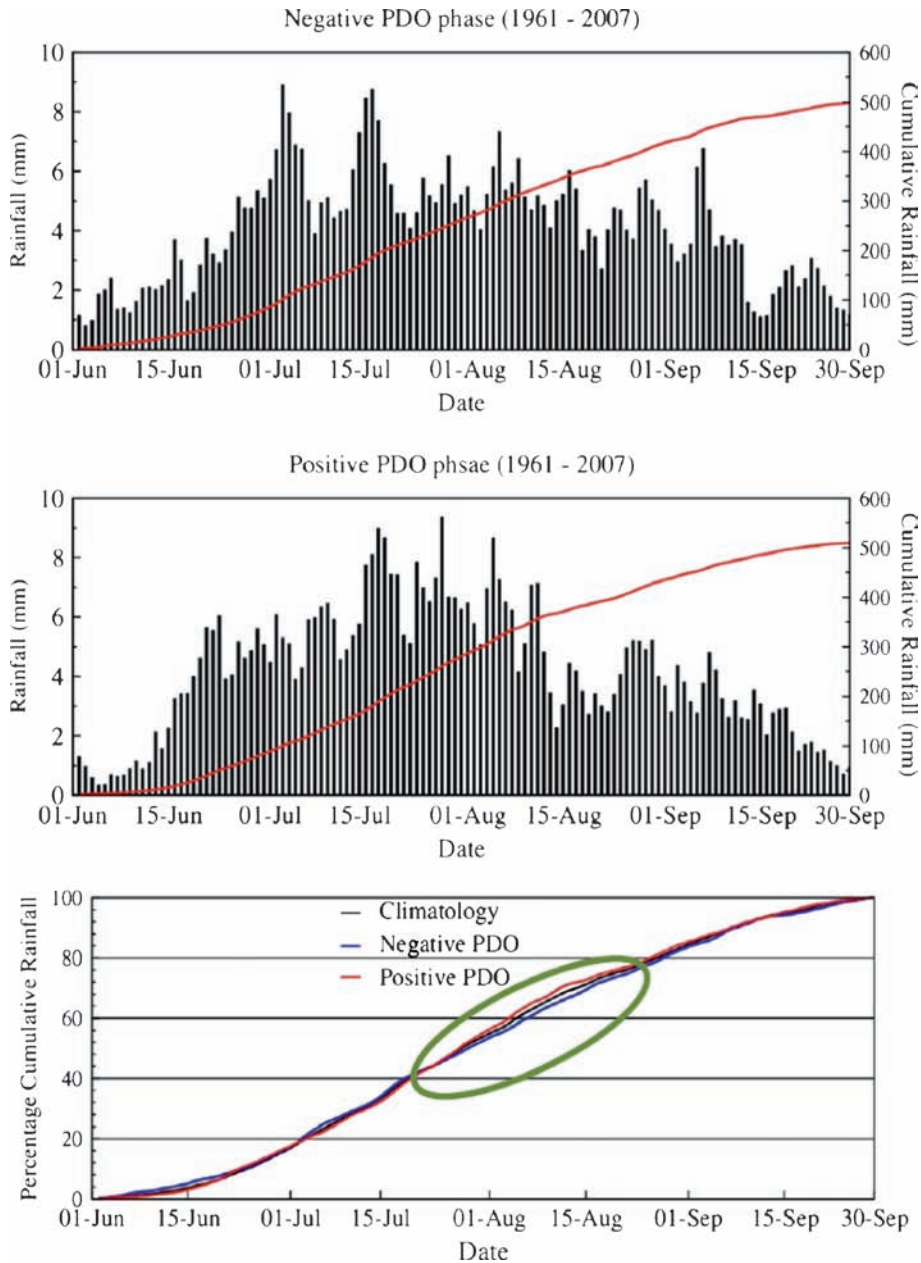 Negative PDO phase (1961 - 2007)
10
8
6
4
2
0
Rainfall (mm)
600
500
400
300
200
100
0
Cumulative Rainfall (mm)
01-Jun 15-Jun 01-Jul 15-Jul 01-Aug 15-Aug 01-Sep 15-Sep 30-Sep
Date
Positive PDO phsae (1961 - 2007)
10
8
6
4
2
0
Rainfall (mm)
600
500
400
300
200
100
0
Cumulative Rainfall (mm)
01-Jun 15-Jun 01-Jul 15-Jul 01-Aug 15-Aug 01-Sep 15-Sep 30-Sep
Date
100
80
60
40
20
0
Percentage Cumulative Rainfall
Climatology
Negative PDO
Positive PDO
01-Jun 15-Jun 01-Jul 15-Jul 01-Aug 15-Aug 01-Sep 15-Sep 30-Sep
Date